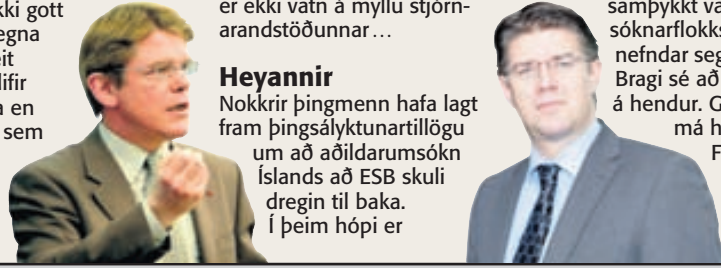 kki gott
egna
eit
lifir
a en
sem
er ekki vatn á myllu stjórn-
arandstöðunnar…
Heyannir
Nokkrir þingmenn hafa lagt
fram þingsályktunartillögu
um að aðildarumsókn
Íslands að ESB skuli
dregin til baka.
Í þeim hópi er
samþykkt va
sóknarflokks
nefndar seg
Bragi sé að
á hendur. G
má h
F